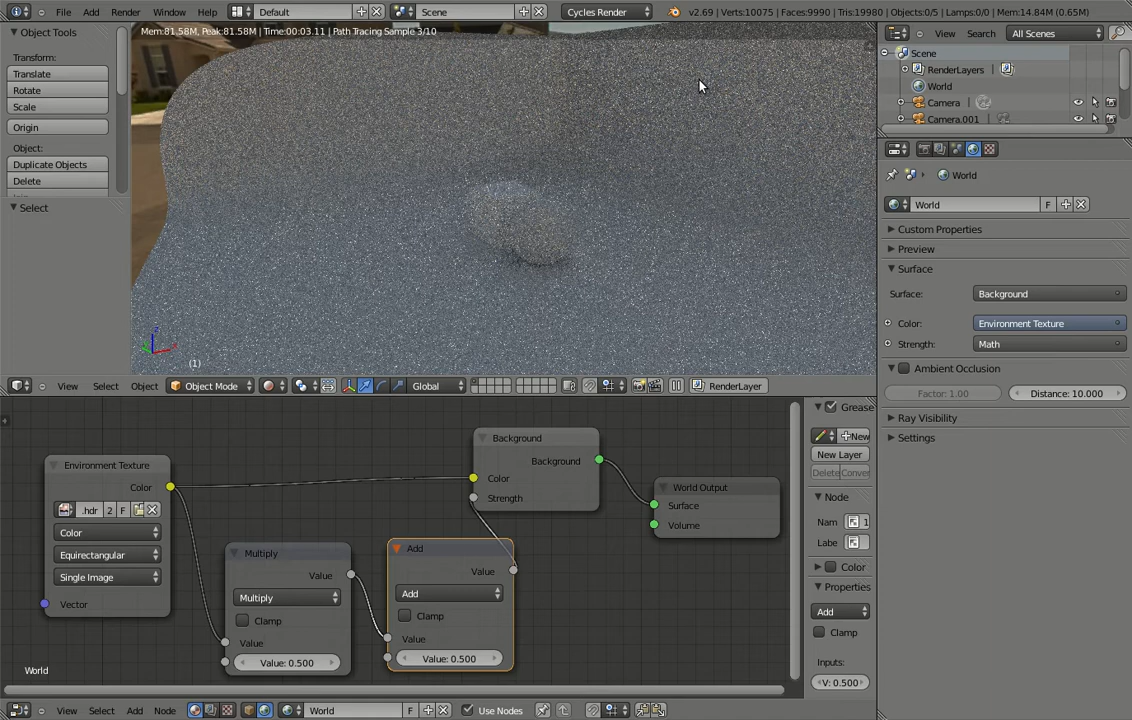 File Add Render Window Help Default Scene Cycles Render v2.69 | Verts:10075 | Faces:9990 | Tris:19980 | Objects:0/5 | Lamps:0/0 | Mem:14.84M (0.65M)
Object Tools
Transform:
Translate
Rotate
Scale
Origin
Object:
Duplicate Objects
Delete
Select
Mem:81.58M, Peak:81.58M | Time:00:03.11 | Path Tracing Sample 3/10
(1)
View Select Object Object Mode Global RenderLayer
View Search All Scenes
Scene
RenderLayers |
World
Camera |
Camera.001
World
World F
Custom Properties
Preview
Surface
Surface: Background
Color: Environment Texture
Strength: Math
Ambient Occlusion
Factor: 1.00 Distance: 10.000
Ray Visibility
Settings
Environment Texture
Color
.hdr 2 F
Color
Equirectangular
Single Image
Vector
Multiply
Value
Multiply
Clamp
Value
Value: 0.500
Add
Value
Add
Clamp
Value
Value: 0.500
Background
Background
Color
Strength
World Output
Surface
Volume
World
Grease
New
New Layer
Delete Conver
Node
Nam 1
Labe
Color
Properties
Add
Clamp
Inputs:
V: 0.500
View Select Add Node World F Use Nodes